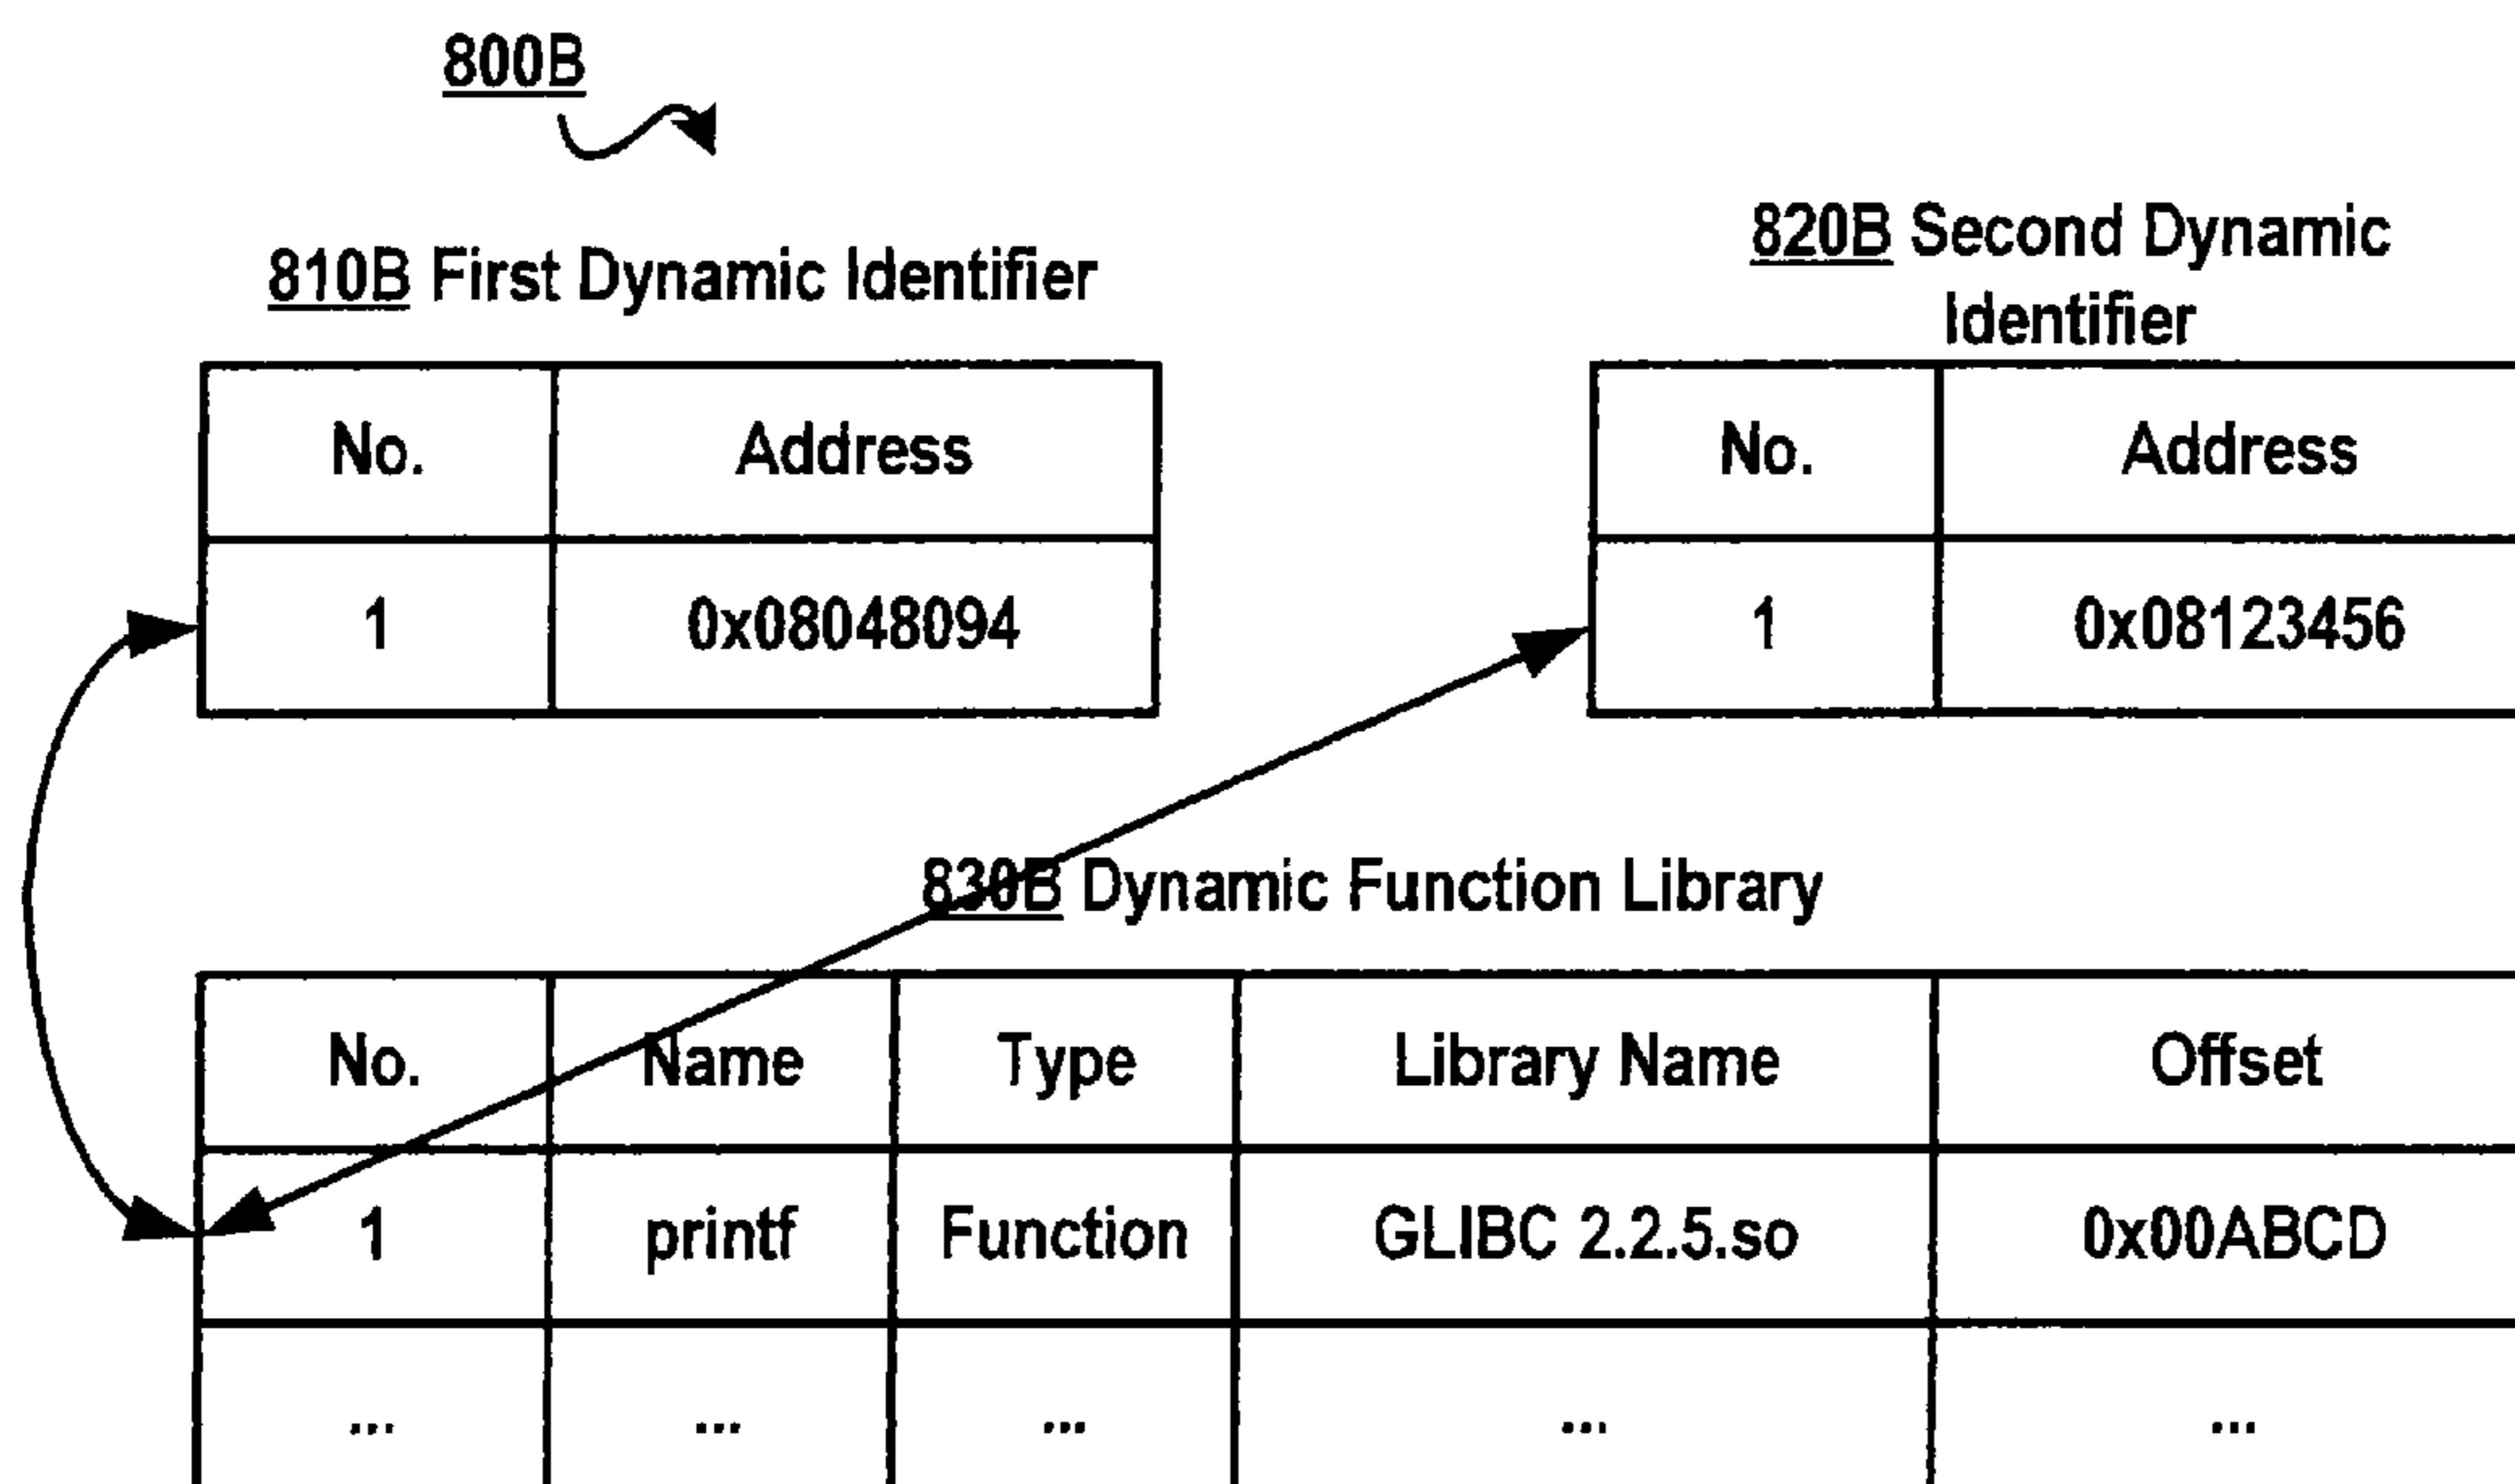 800B
810B First Dynamic Identifier
820B Second Dynamic
Identifier
No. Address
1 0x08048094
No. Address
1 0x08123456
830B Dynamic Function Library
No. Name Type Library Name Offset
1 printf Function GLIBC 2.2.5.so 0x00ABCD
... ... ... ... ...